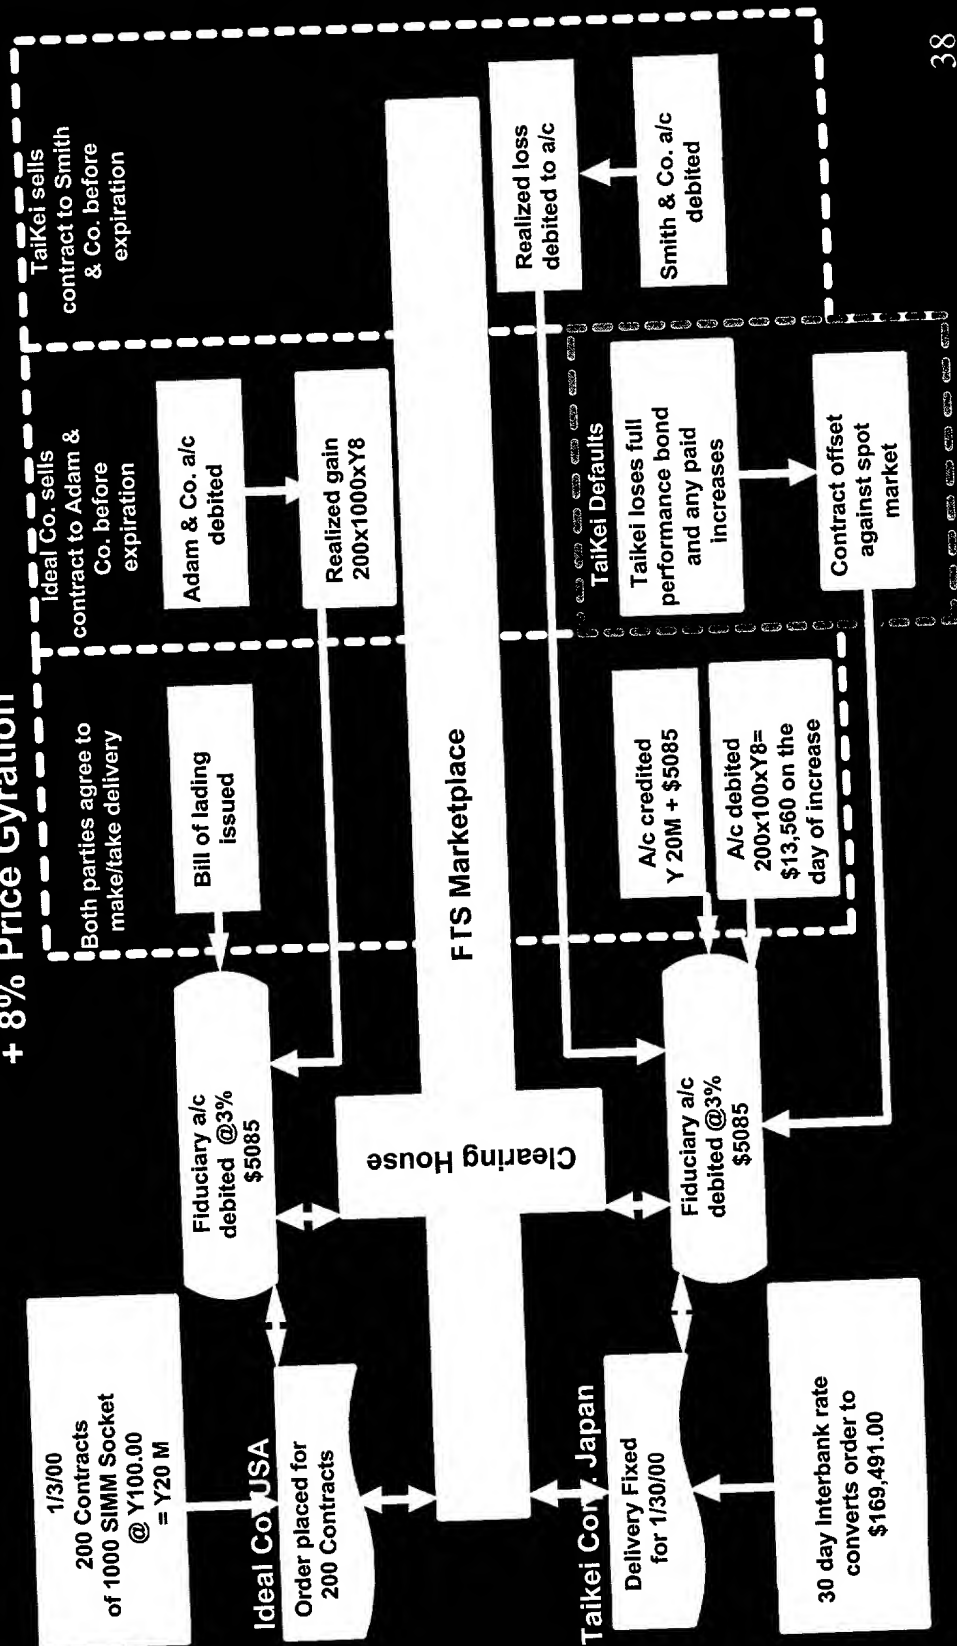 + 8% Price Gyration
1/3/00
200 Contracts
of 1000 SIMM Socket
@ Y100.00
= Y20 M
Ideal Co. USA
Order placed for
200 Contracts
Fiduciary a/c
debited @3%
$5085
Both parties agree to
make/take delivery
Bill of lading
issued
Ideal Co. sells
contract to Adam &
Co. before
expiration
Adam & Co. a/c
debited
Realized gain
200x1000xY8
TaiKei sells
contract to Smith
& Co. before
expiration
Clearing House
FTS Marketplace
Realized loss
debited to a/c
Smith & Co. a/c
debited
Taikei Corp. Japan
Delivery Fixed
for 1/30/00
30 day Interbank rate
converts order to
$169,491.00
Fiduciary a/c
debited @3%
$5085
A/c credited
Y 20M + $5085
A/c debited
200x100xY8=
$13,560 on the
day of increase
TaiKei Defaults
Taikei loses full
performance bond
and any paid
increases
Contract offset
against spot
market
38